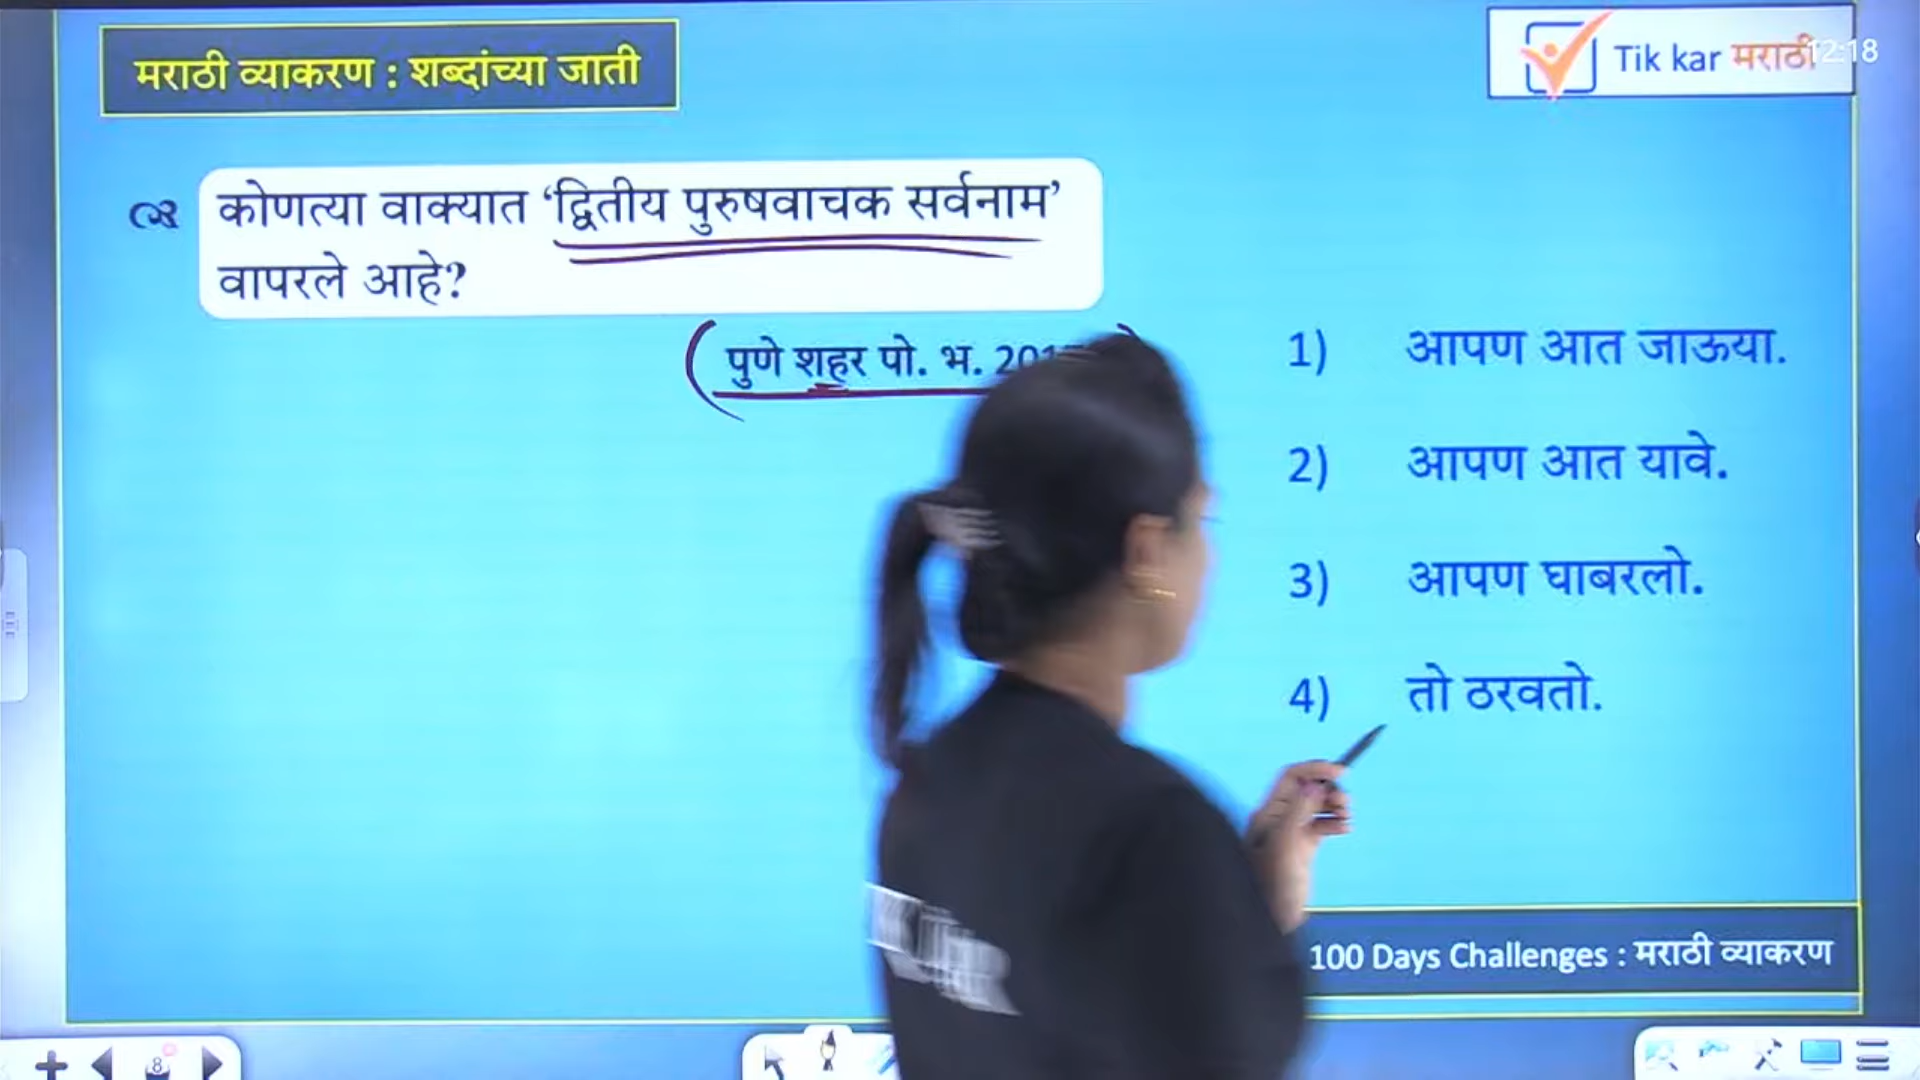 मराठी व्याकरण : शब्दांच्या जाती
Tik kar मराठी
12:18
कोणत्या वाक्यात ‘द्वितीय पुरुषवाचक सर्वनाम’
वापरले आहे?
पुणे शहर पो. भ.
1) आपण आत जाऊया.
2) आपण आत यावे.
3) आपण घाबरलो.
4) तो ठरवतो.
100 Days Challenges : मराठी व्याकरण
8